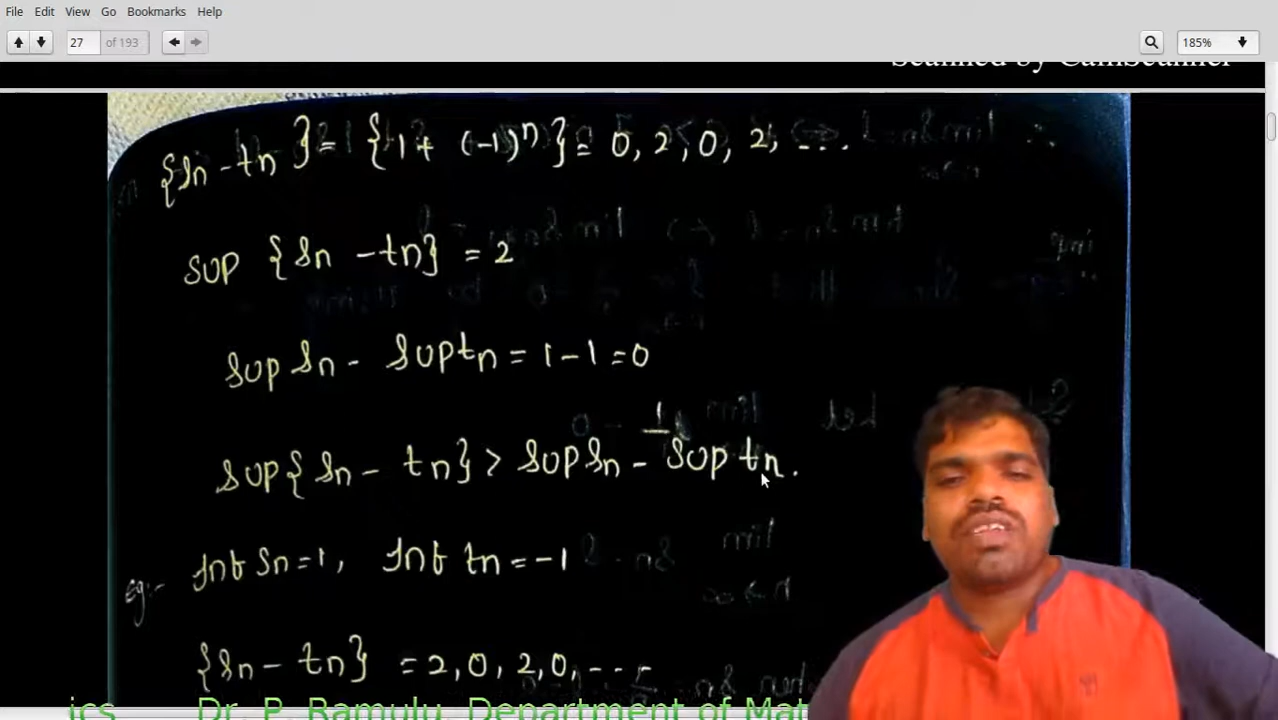 File Edit View Go Bookmarks Help
27 of 193 185%
Scanned by CamScanner
{Sn - tn} = {1 + (-1)^n} = 0, 2, 0, 2, ...
SUP {Sn - tn} = 2
Sup Sn - Sup tn = 1 - 1 = 0
Sup{Sn - tn} > Sup Sn - Sup tn.
eg:- Inf Sn = 1, Inf tn = -1
{Sn - tn} = 2, 0, 2, 0, ...
ics Dr. P. Ramulu, Department of Mat